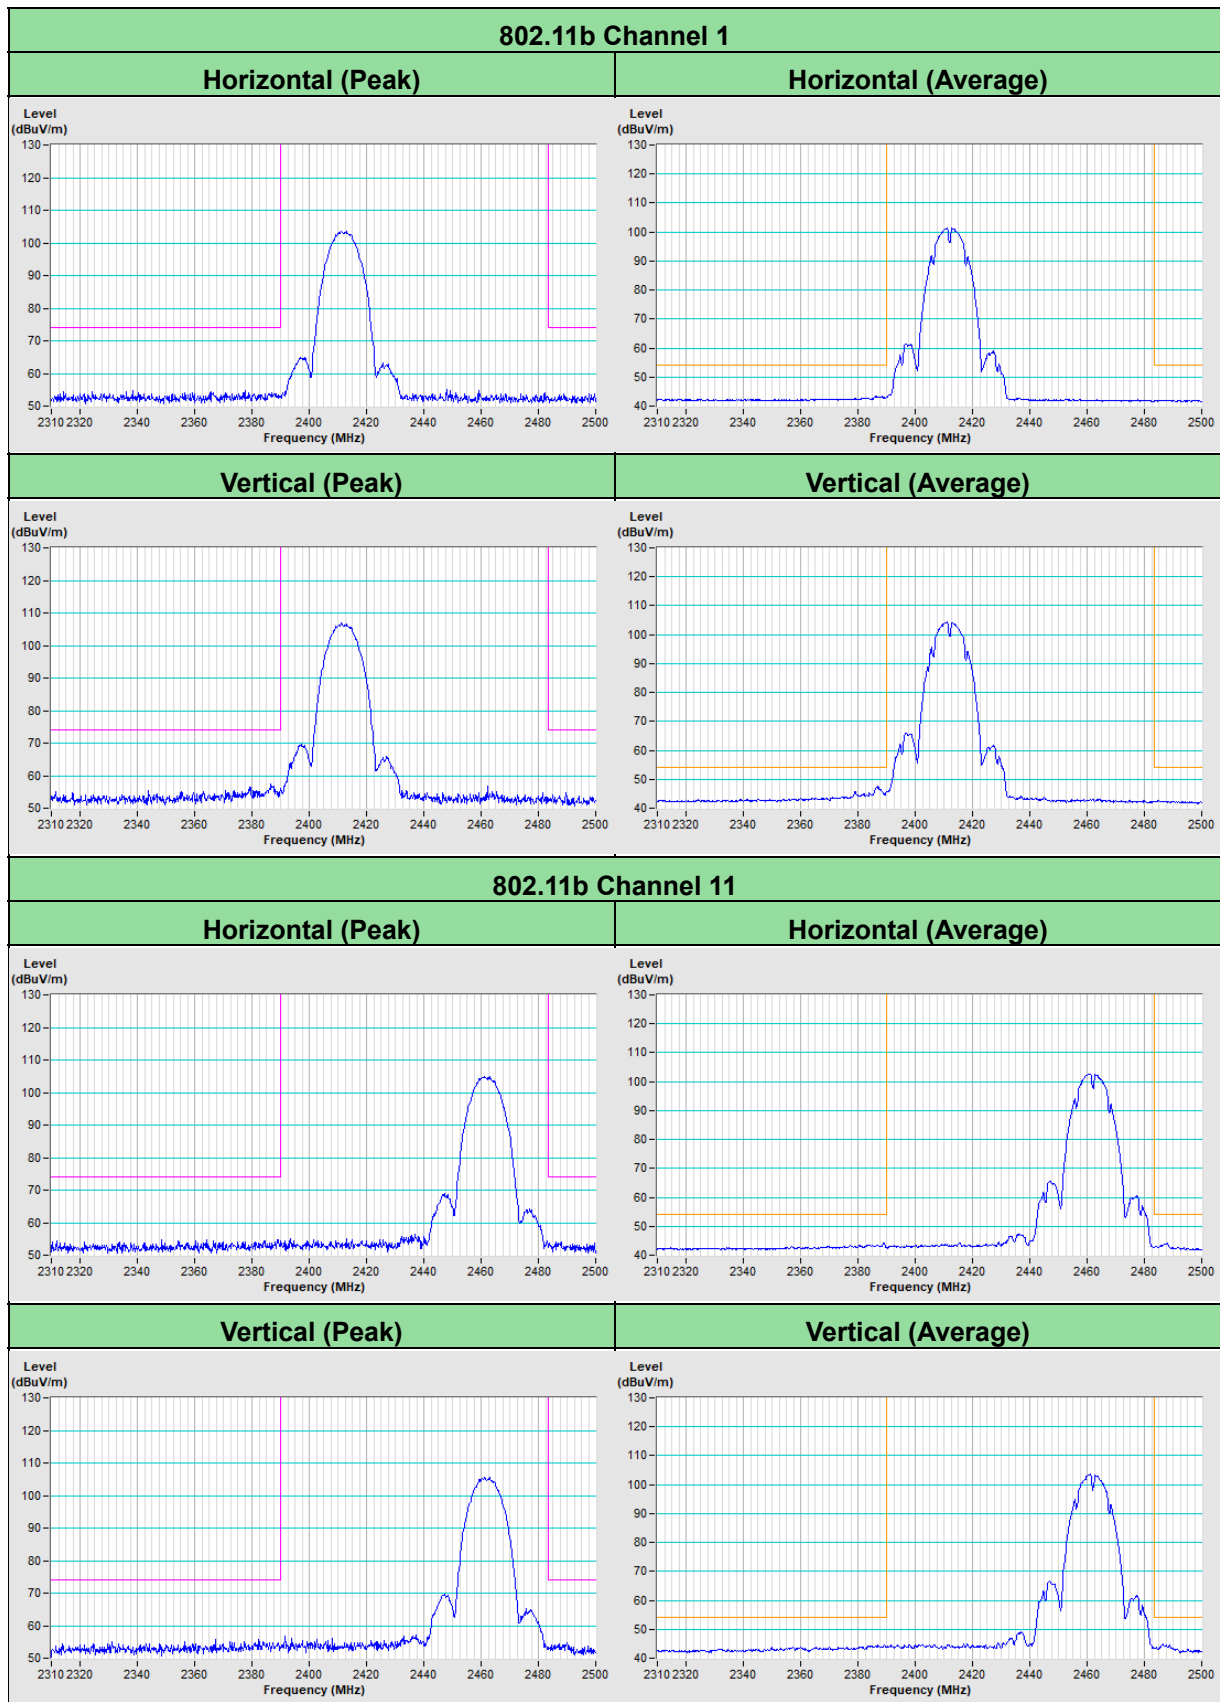 802.11b Channel 1
Horizontal (Peak) Horizontal (Average)
Level Level
(dBuV/m) (dBuV/m)
130 130
120 120
110 110
100 100
90 90
80 80
70 70
60 60
50 50
40
2310 2320 2340 2360 2380 2400 2420 2440 2460 2480 2500 2310 2320 2340 2360 2380 2400 2420 2440 2460 2480 2500
Frequency (MHz) Frequency (MHz)
Vertical (Peak) Vertical (Average)
Level Level
(dBuV/m) (dBuV/m)
130 130
120 120
110 110
100 100
90 90
80 80
70 70
60 60
50 50
40
2310 2320 2340 2360 2380 2400 2420 2440 2460 2480 2500 2310 2320 2340 2360 2380 2400 2420 2440 2460 2480 2500
Frequency (MHz) Frequency (MHz)
802.11b Channel 11
Horizontal (Peak) Horizontal (Average)
Level Level
(dBuV/m) (dBuV/m)
130 130
120 120
110 110
100 100
90 90
80 80
70 70
60 60
50 50
40
2310 2320 2340 2360 2380 2400 2420 2440 2460 2480 2500 2310 2320 2340 2360 2380 2400 2420 2440 2460 2480 2500
Frequency (MHz) Frequency (MHz)
Vertical (Peak) Vertical (Average)
Level Level
(dBuV/m) (dBuV/m)
130 130
120 120
110 110
100 100
90 90
80 80
70 70
60 60
50 50
40
2310 2320 2340 2360 2380 2400 2420 2440 2460 2480 2500 2310 2320 2340 2360 2380 2400 2420 2440 2460 2480 2500
Frequency (MHz) Frequency (MHz)